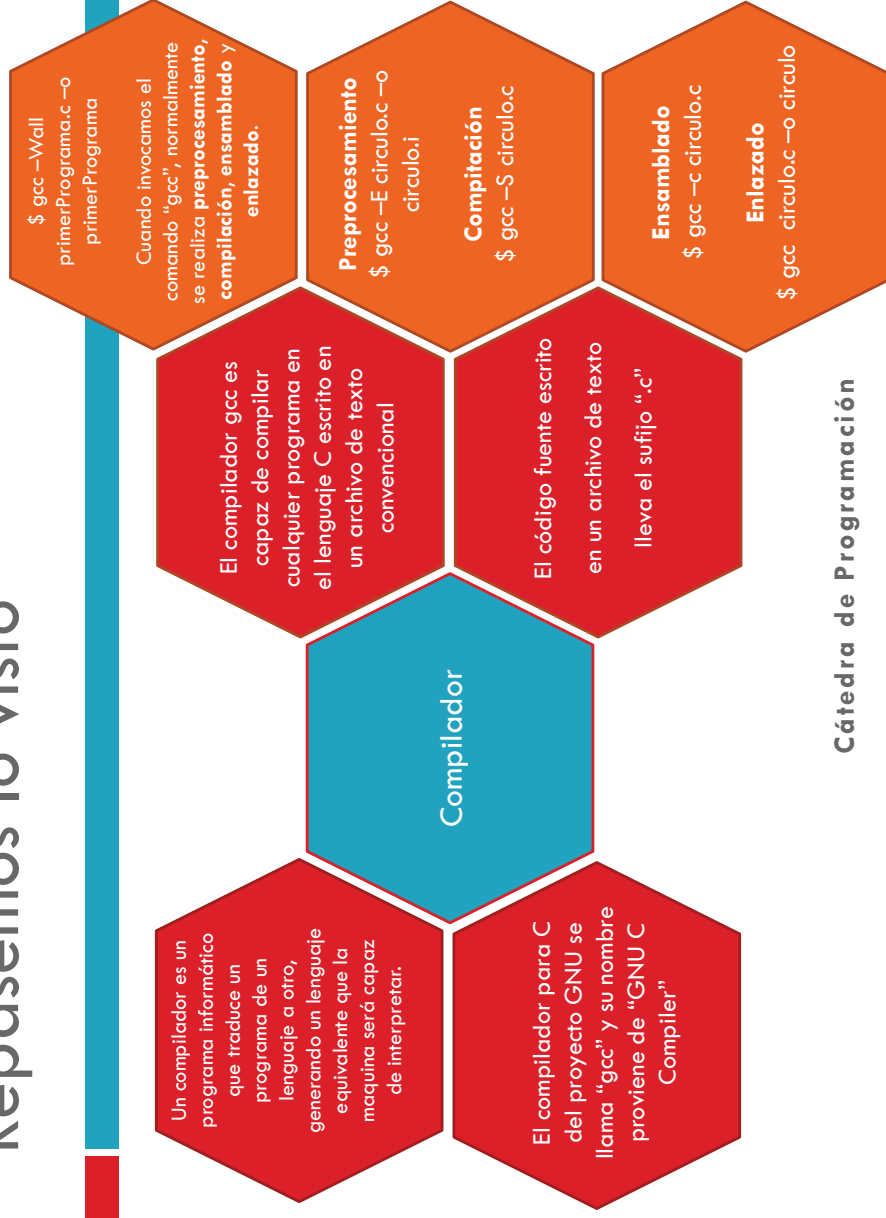 Repasemos lo visto
Un compilador es un
programa informático
que traduce un
programa de un
lenguaje a otro,
generando un lenguaje
equivalente que la
maquina será capaz
de interpretar.
El compilador para C
del proyecto GNU se
llama “gcc” y su nombre
proviene de “GNU C
Compiler”
Compilador
El compilador gcc es
capaz de compilar
cualquier programa en
el lenguaje C escrito en
un archivo de texto
convencional
El código fuente escrito
en un archivo de texto
lleva el sufijo “.c”
$ gcc –Wall
primerPrograma.c –o
primerPrograma
Cuando invocamos el
comando “gcc”, normalmente
se realiza preprocesamiento,
compilación, ensamblado y
enlazado.
Preprocesamiento
$ gcc –E circulo.c –o
circulo.i
Compitación
$ gcc –S circulo.c
Ensamblado
$ gcc –c circulo.c
Enlazado
$ gcc circulo.c –o circulo
Cátedra de Programación